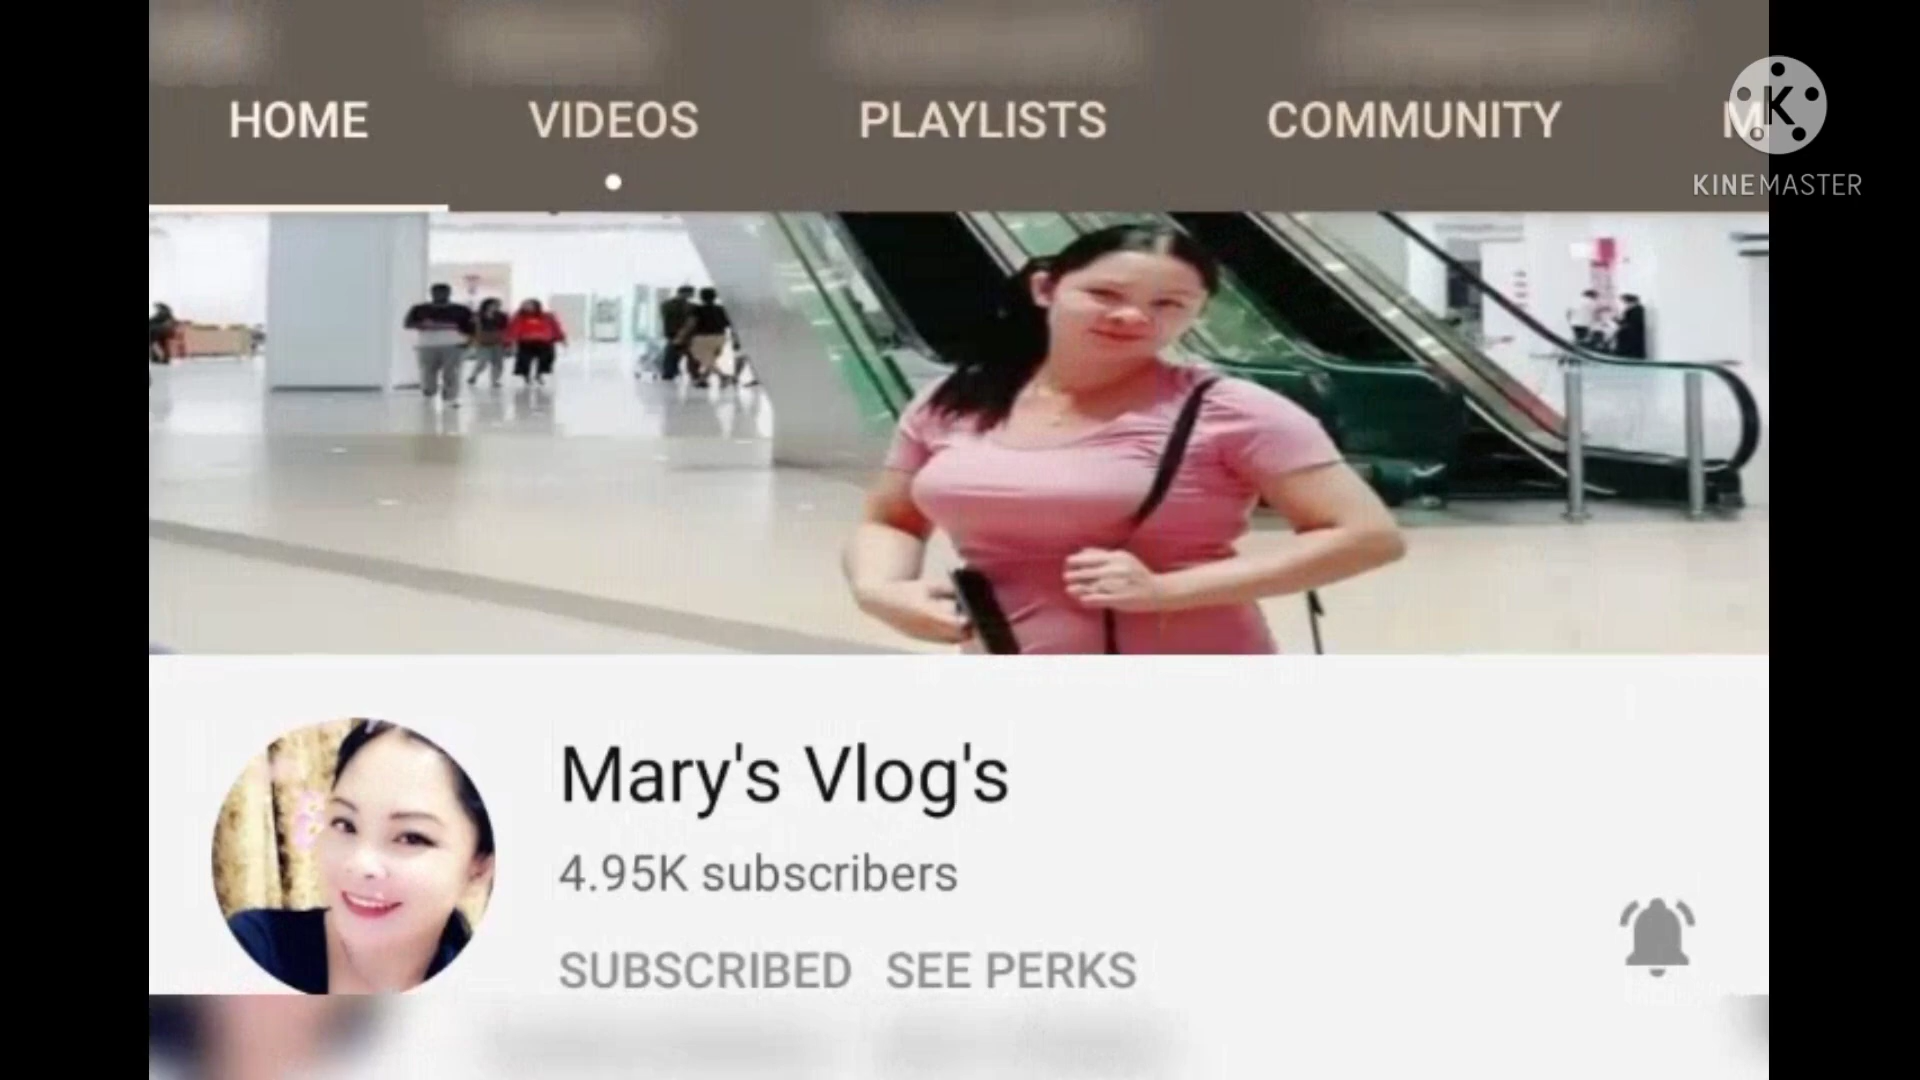 HOME VIDEOS PLAYLISTS COMMUNITY
K
KINEMASTER
Mary's Vlog's
4.95K subscribers
SUBSCRIBED SEE PERKS